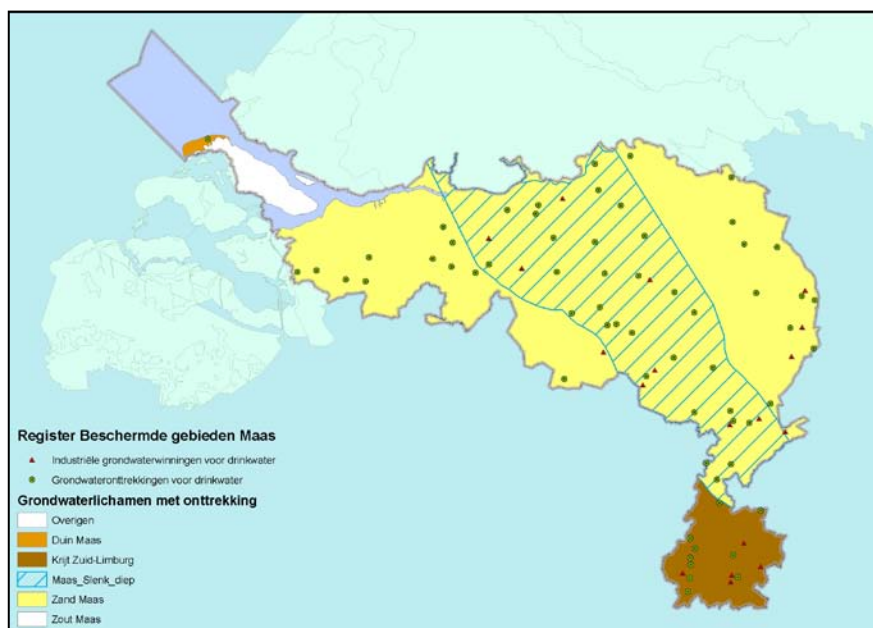 Register Beschermde gebieden Maas
Industriële grondwaterwinningen voor drinkwater
Grondwateronttrekkingen voor drinkwater
Grondwaterlichamen met onttrekking
Overigen
Duin Maas
Krijt Zuid-Limburg
Maas_Slenk_diep
Zand Maas
Zout Maas